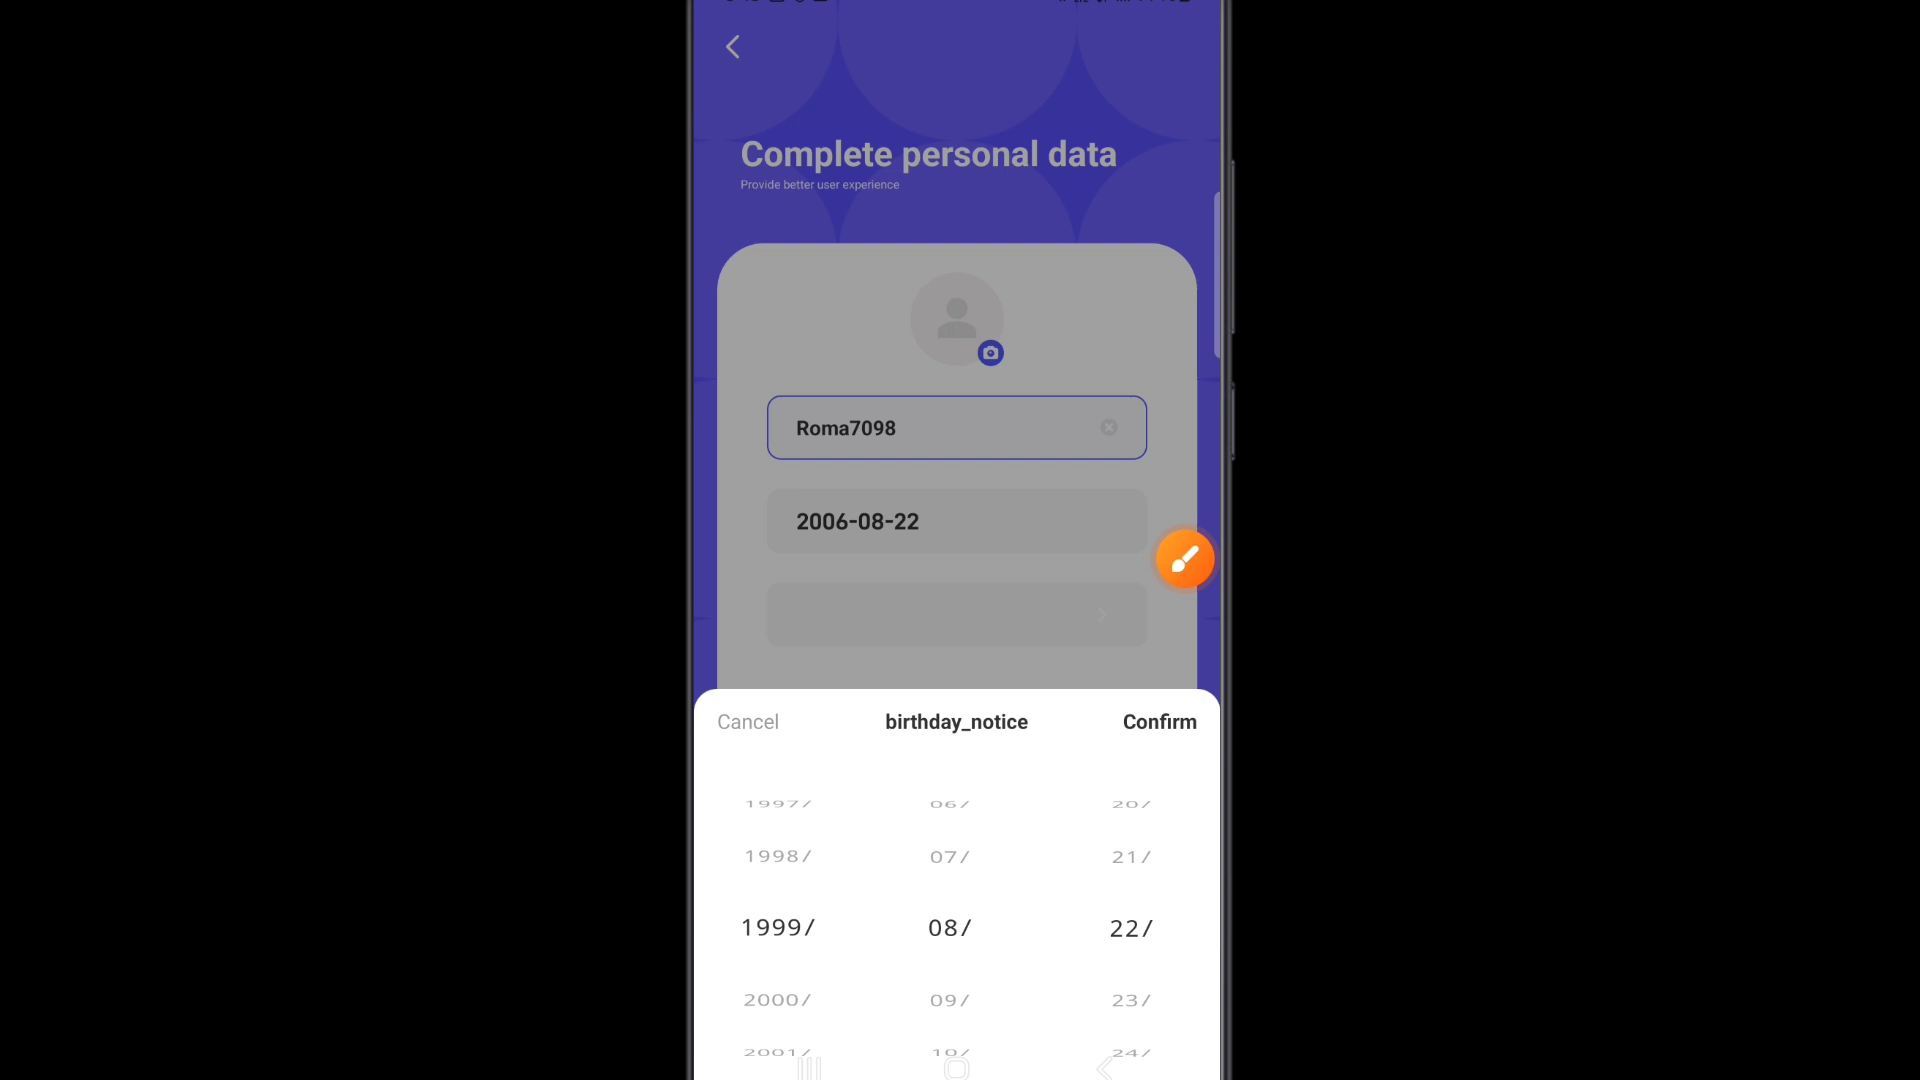 Complete personal data
Provide better user experience
Roma7098
2006-08-22
Cancel birthday_notice Confirm
1997/ 06/ 20/
1998/ 07/ 21/
1999/ 08/ 22/
2000/ 09/ 23/
2001/ 10/ 24/